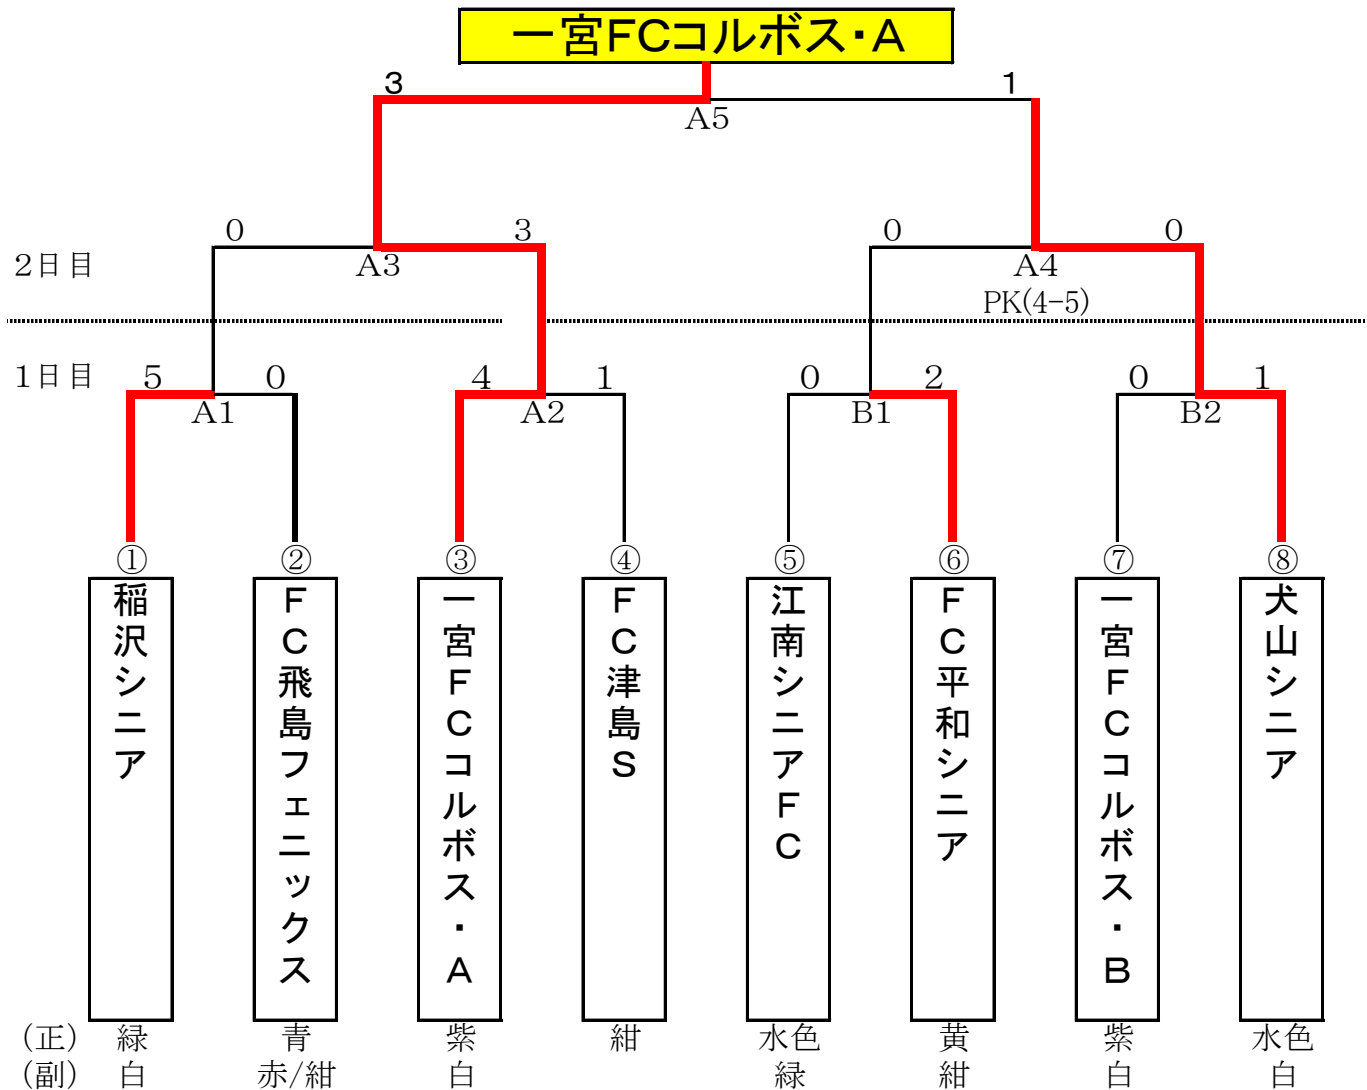 一宮FCコルボス・A
3 1
A5
0 3 0 0
2日目 A3 A4
PK(4-5)
1日目 5 0 4 1 0 2 0 1
A1 A2 B1 B2
① ② ③ ④ ⑤ ⑥ ⑦ ⑧
稲沢シニア
FC飛島フェニックス
一宮FCコルボス・A
FC津島S
江南シニアFC
FC平和シニア
一宮FCコルボス・B
犬山シニア
(正) 緑 青 紫 紺 水色 黄 紫 水色
(副) 白 赤/紺 白 緑 紺 白 白